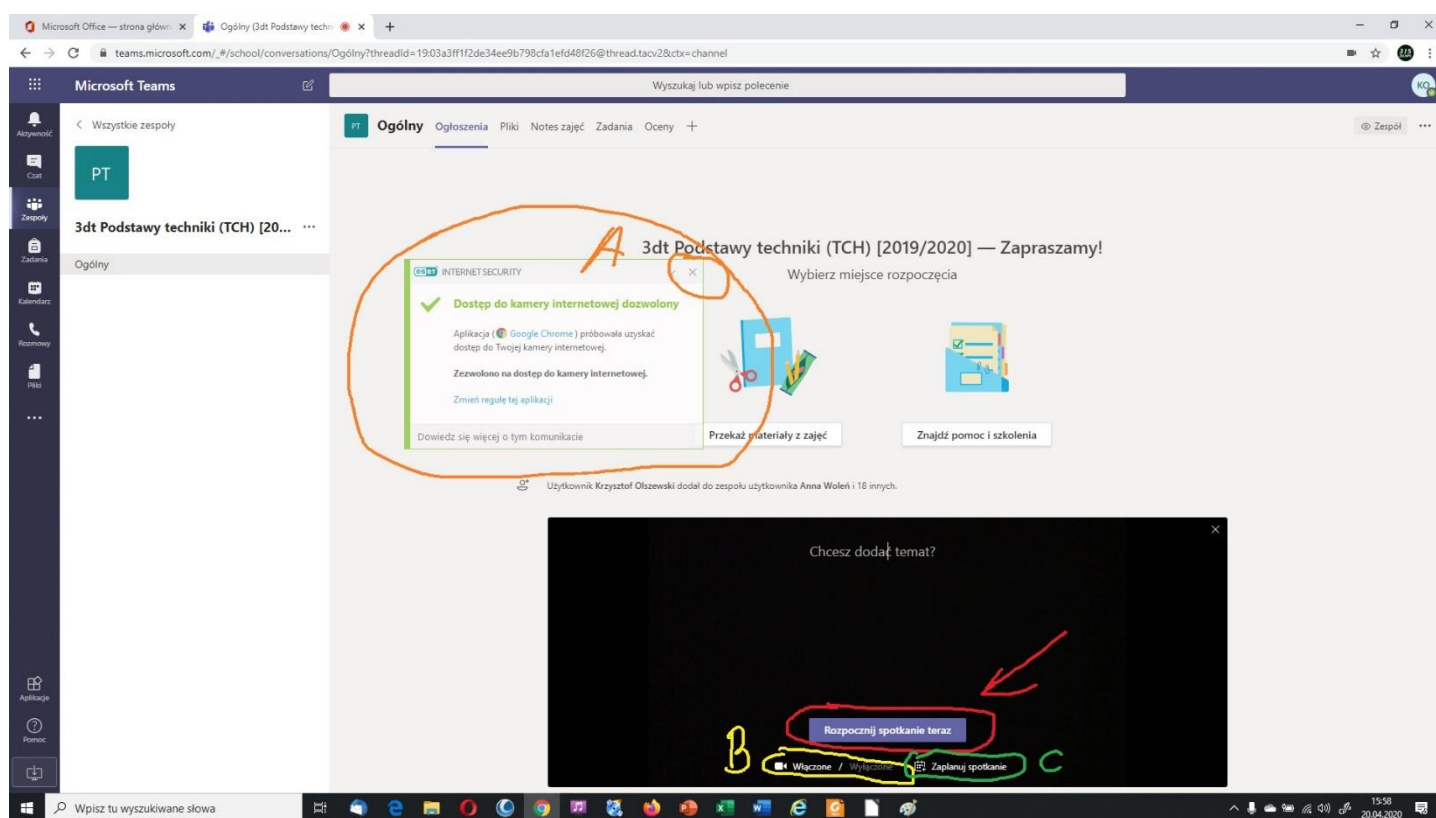 Microsoft Office — strona główn
Ogólny (3dt Podstawy techn
teams.microsoft.com/_#/school/conversations/Ogólny?threadId=19:03a3ff1f2de34ee9b798cfa1efd48f26@thread.tacv2&ctx=channel
Microsoft Teams
Wyszukaj lub wpisz polecenie
KO
Aktywność
Czat
Zespoły
Zadania
Kalendarz
Rozmowy
Pliki
Aplikacje
Pomoc
Wszystkie zespoły
PT
3dt Podstawy techniki (TCH) [20...
Ogólny
PT Ogólny Ogłoszenia Pliki Notes zajęć Zadania Oceny
Zespół
A
3dt Podstawy techniki (TCH) [2019/2020] — Zapraszamy!
Wybierz miejsce rozpoczęcia
eset INTERNET SECURITY
Dostęp do kamery internetowej dozwolony
Aplikacja ( Google Chrome ) próbowała uzyskać
dostęp do Twojej kamery internetowej.
Zezwolono na dostęp do kamery internetowej.
Zmień regułę tej aplikacji
Dowiedz się więcej o tym komunikacie
Przekaż materiały z zajęć
Znajdź pomoc i szkolenia
Użytkownik Krzysztof Olszewski dodał do zespołu użytkownika Anna Woleń i 18 innych.
Chcesz dodać temat?
Rozpocznij spotkanie teraz
B
Włączone / Wyłączone
Zaplanuj spotkanie
C
Wpisz tu wyszukiwane słowa
15:58
20.04.2020